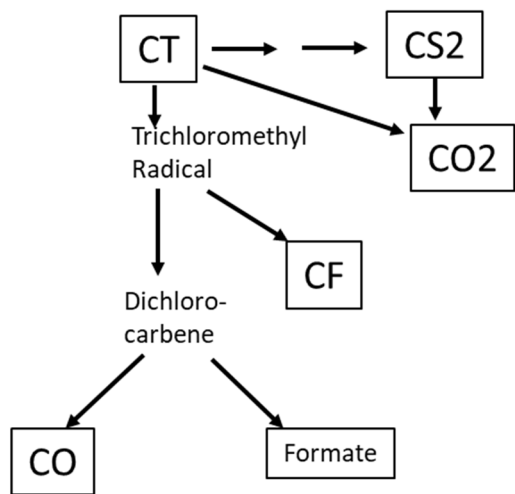 CT
CS2
Trichloromethyl
Radical
CO2
CF
Dichloro-
carbene
CO
Formate